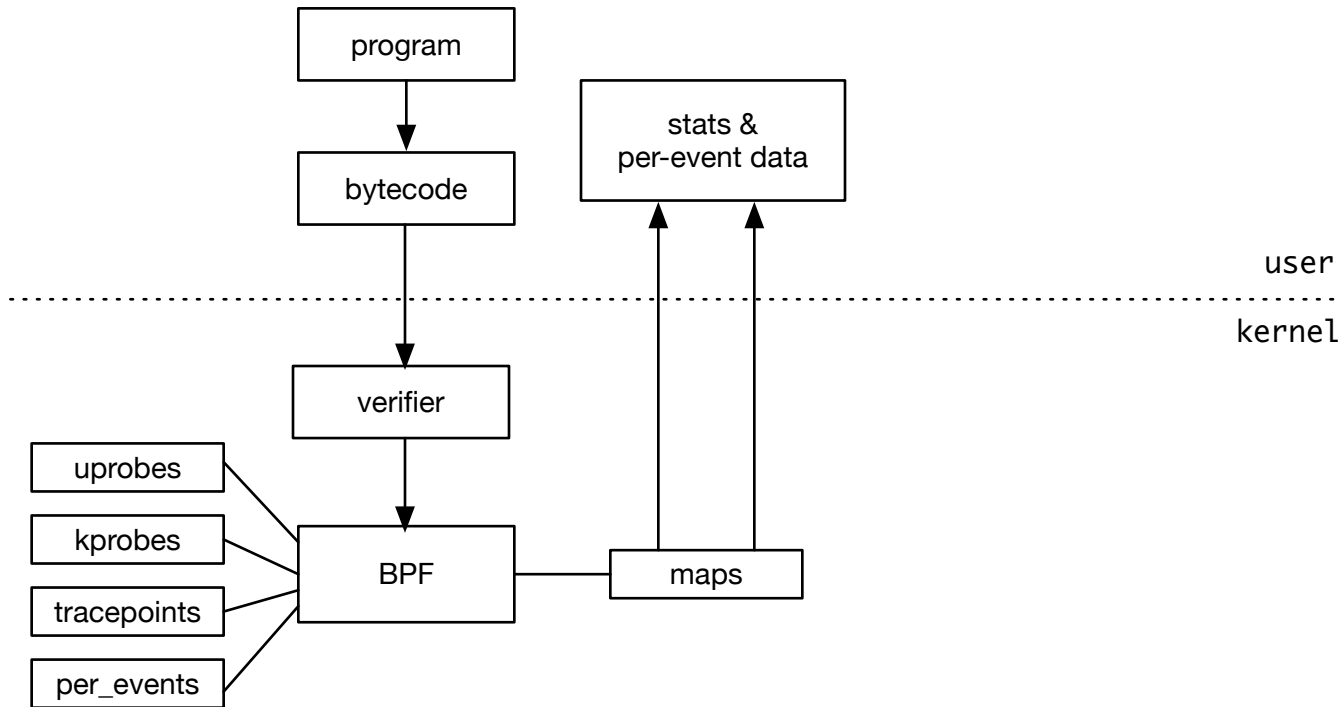 program
stats &
per-event data
bytecode
user
kernel
verifier
uprobes
kprobes
BPF
maps
tracepoints
per_events